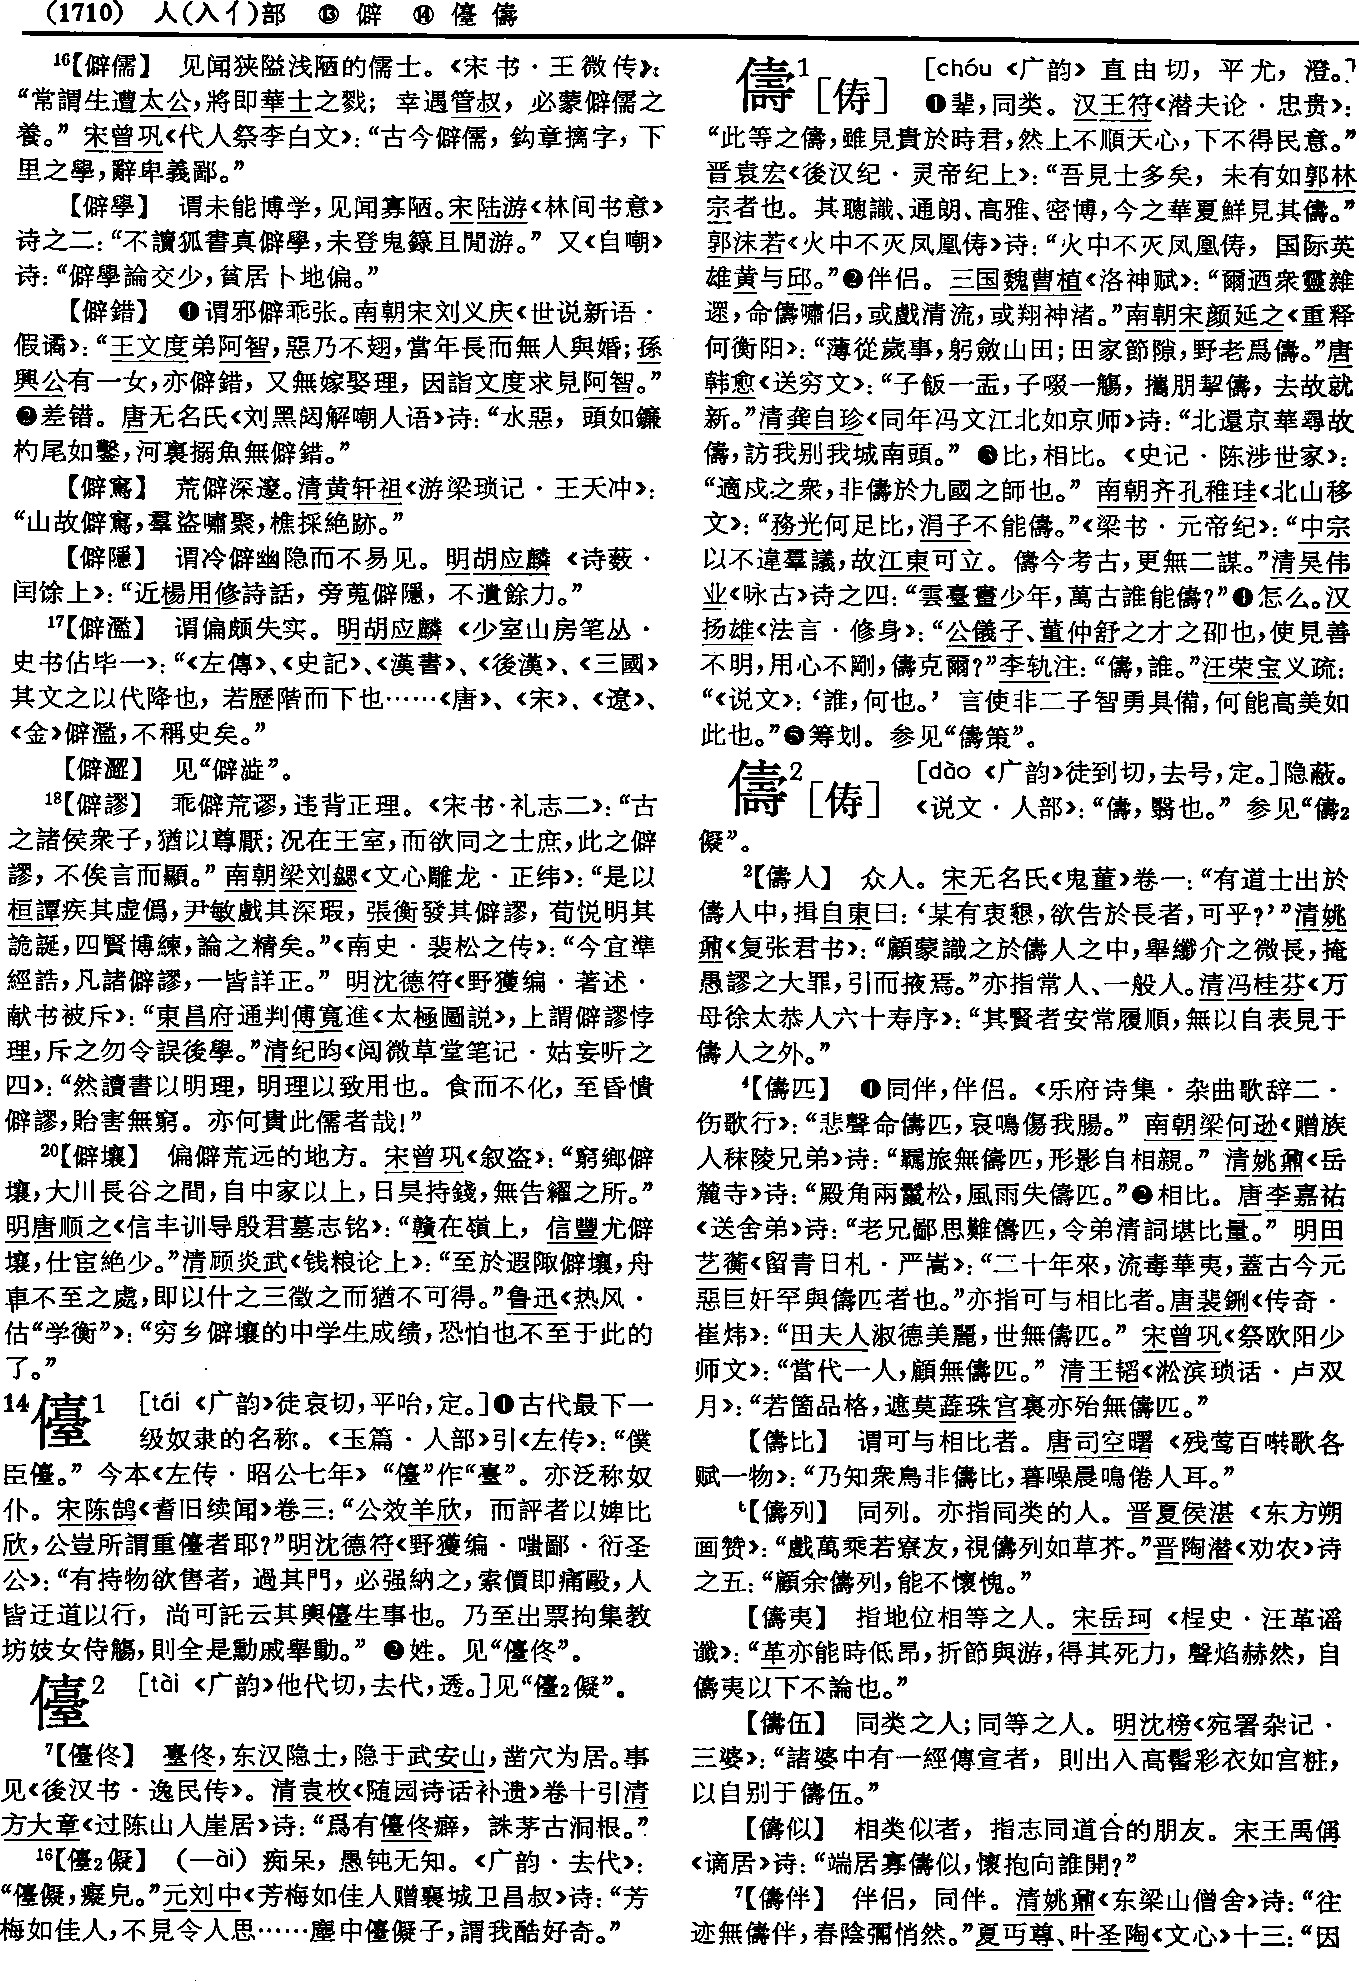 (1710) 人(入亻)部 ⑬ 僻 ⑭ 儓 儔
¹⁶【僻儒】 见闻狭隘浅陋的儒士。《宋书·王微传》：
“常謂生遭太公，將即華士之戮；幸遇管叔，必蒙僻儒之
養。” 宋曾巩《代人祭李白文》：“古今僻儒，鈎章摛字，下
里之學，辭卑義鄙。”
【僻學】 谓未能博学，见闻寡陋。宋陆游《林间书意》
诗之二：“不讀狐書真僻學，未登鬼籙且閒游。” 又《自嘲》
诗：“僻學論交少，貧居卜地偏。”
【僻錯】 ❶谓邪僻乖张。南朝宋刘义庆《世说新语·
假谲》：“王文度弟阿智，惡乃不翅，當年長而無人與婚；孫
興公有一女，亦僻錯，又無嫁娶理，因詣文度求見阿智。”
❷差错。唐无名氏《刘黑闼解嘲人语》诗：“水惡，頭如鐮
杓尾如鑿，河裏搦魚無僻錯。”
【僻窵】 荒僻深邃。清黄轩祖《游梁琐记·王天冲》：
“山故僻窵，羣盜嘯聚，樵採絶跡。”
【僻隱】 谓冷僻幽隐而不易见。明胡应麟《诗薮·
闰馀上》：“近楊用修詩話，旁蒐僻隱，不遺餘力。”
¹⁷【僻濫】 谓偏颇失实。明胡应麟《少室山房笔丛·
史书佔毕一》：“《左傳》、《史記》、《漢書》、《後漢》、《三國》
其文之以代降也，若歷階而下也……《唐》、《宋》、《遼》、
《金》僻濫，不稱史矣。”
【僻澀】 见“僻澁”。
¹⁸【僻謬】 乖僻荒谬，违背正理。《宋书·礼志二》：“古
之諸侯衆子，猶以尊厭；况在王室，而欲同之士庶，此之僻
謬，不俟言而顯。”南朝梁刘勰《文心雕龙·正纬》：“是以
桓譚疾其虚僞，尹敏戲其深瑕，張衡發其僻謬，荀悦明其
詭誕，四賢博練，論之精矣。”《南史·裴松之传》：“今宜準
經誥，凡諸僻謬，一皆詳正。” 明沈德符《野獲编·著述·
献书被斥》：“東昌府通判傅寬進《太極圖説》，上謂僻謬悖
理，斥之勿令誤後學。”清纪昀《阅微草堂笔记·姑妄听之
四》：“然讀書以明理，明理以致用也。食而不化，至昏憒
僻謬，貽害無窮。亦何貴此儒者哉！”
²⁰【僻壤】 偏僻荒远的地方。宋曾巩《叙盗》：“窮鄉僻
壤，大川長谷之間，自中家以上，日昃持錢，無告糴之所。”
明唐顺之《信丰训导殷君墓志铭》：“贛在嶺上，信豐尤僻
壤，仕宦絶少。”清顾炎武《钱粮论上》：“至於遐陬僻壤，舟
車不至之處，即以什之三徵之而猶不可得。”鲁迅《热风·
估“学衡”》：“穷乡僻壤的中学生成绩，恐怕也不至于此的
了。”
14儓¹ [tái 《广韵》徒哀切，平咍，定。]❶古代最下一
级奴隶的名称。《玉篇·人部》引《左传》：“僕
臣儓。” 今本《左传·昭公七年》“儓”作“臺”。亦泛称奴
仆。宋陈鹄《耆旧续闻》卷三：“公效羊欣，而評者以婢比
欣，公豈所謂重儓者耶？”明沈德符《野獲编·嗤鄙·衍圣
公》：“有持物欲售者，過其門，必强納之，索價即痛毆，人
皆迂道以行，尚可託云其輿儓生事也。乃至出票拘集教
坊妓女侍觴，則全是勳戚舉動。” ❷姓。见“儓佟”。
儓² [tài 《广韵》他代切，去代，透。]见“儓₂儗”。
⁷【儓佟】 臺佟，东汉隐士，隐于武安山，凿穴为居。事
见《後汉书·逸民传》。清袁枚《随园诗话补遗》卷十引清
方大章《过陈山人崖居》诗：“爲有儓佟癖，誅茅古洞根。”
¹⁶【儓₂儗】 (—ài) 痴呆，愚钝无知。《广韵·去代》：
“儓儗，癡皃。”元刘中《芳梅如佳人赠襄城卫昌叔》诗：“芳
梅如佳人，不見令人思……塵中儓儗子，謂我酷好奇。”
儔¹[俦] [chóu 《广韵》直由切，平尤，澄。]
❶辈，同类。汉王符《潜夫论·忠贵》：
“此等之儔，雖見貴於時君，然上不順天心，下不得民意。”
晋袁宏《後汉纪·灵帝纪上》：“吾見士多矣，未有如郭林
宗者也。其聰識、通朗、高雅、密博，今之華夏鮮見其儔。”
郭沫若《火中不灭凤凰俦》诗：“火中不灭凤凰俦，国际英
雄黄与邱。”❷伴侣。三国魏曹植《洛神赋》：“爾迺衆靈雜
遝，命儔嘯侣，或戲清流，或翔神渚。”南朝宋颜延之《重释
何衡阳》：“薄從歲事，躬斂山田；田家節隙，野老爲儔。”唐
韩愈《送穷文》：“子飯一盂，子啜一觴，攜朋挈儔，去故就
新。”清龚自珍《同年冯文江北如京师》诗：“北還京華尋故
儔，訪我别我城南頭。” ❸比，相比。《史记·陈涉世家》：
“適戍之衆，非儔於九國之師也。” 南朝齐孔稚珪《北山移
文》：“務光何足比，涓子不能儔。”《梁书·元帝纪》：“中宗
以不違羣議，故江東可立。儔今考古，更無二謀。”清吴伟
业《咏古》诗之四：“雲臺畫少年，萬古誰能儔？”❹怎么。汉
扬雄《法言·修身》：“公儀子、董仲舒之才之卲也，使見善
不明，用心不剛，儔克爾？”李轨注：“儔，誰。”汪荣宝义疏：
“《说文》：‘誰，何也。’ 言使非二子智勇具備，何能高美如
此也。”❺筹划。参见“儔策”。
儔²[俦] [dào 《广韵》徒到切，去号，定。]隐蔽。
《说文·人部》：“儔，翳也。” 参见“儔₂
儗”。
²【儔人】 众人。宋无名氏《鬼董》卷一：“有道士出於
儔人中，揖自東曰：‘某有衷懇，欲告於長者，可乎？’”清姚
鼐《复张君书》：“顧蒙識之於儔人之中，舉纖介之微長，掩
愚謬之大罪，引而掖焉。”亦指常人、一般人。清冯桂芬《万
母徐太恭人六十寿序》：“其賢者安常履順，無以自表見于
儔人之外。”
⁴【儔匹】 ❶同伴，伴侣。《乐府诗集·杂曲歌辞二·
伤歌行》：“悲聲命儔匹，哀鳴傷我腸。” 南朝梁何逊《赠族
人秣陵兄弟》诗：“羈旅無儔匹，形影自相親。” 清姚鼐《岳
麓寺》诗：“殿角兩鬣松，風雨失儔匹。”❷相比。唐李嘉祐
《送舍弟》诗：“老兄鄙思難儔匹，令弟清詞堪比量。” 明田
艺蘅《留青日札·严嵩》：“二十年來，流毒華夷，蓋古今元
惡巨奸罕與儔匹者也。”亦指可与相比者。唐裴铏《传奇·
崔炜》：“田夫人淑德美麗，世無儔匹。” 宋曾巩《祭欧阳少
师文》：“當代一人，顧無儔匹。” 清王韬《淞滨琐话·卢双
月》：“若箇品格，遮莫蕋珠宫裏亦殆無儔匹。”
【儔比】 谓可与相比者。唐司空曙《残莺百啭歌各
赋一物》：“乃知衆鳥非儔比，暮噪晨鳴倦人耳。”
⁶【儔列】 同列。亦指同类的人。晋夏侯湛《东方朔
画赞》：“戲萬乘若寮友，視儔列如草芥。”晋陶潜《劝农》诗
之五：“顧余儔列，能不懷愧。”
【儔夷】 指地位相等之人。宋岳珂《桯史·汪革谣
谶》：“革亦能時低昂，折節與游，得其死力，聲焰赫然，自
儔夷以下不論也。”
【儔伍】 同类之人；同等之人。明沈榜《宛署杂记·
三婆》：“諸婆中有一經傳宣者，則出入高髻彩衣如宫粧，
以自别于儔伍。”
【儔似】 相类似者，指志同道合的朋友。宋王禹偁
《谪居》诗：“端居寡儔似，懷抱向誰開？”
⁷【儔伴】 伴侣，同伴。清姚鼐《东梁山僧舍》诗：“往
迹無儔伴，春陰彌悄然。”夏丏尊、叶圣陶《文心》十三：“因